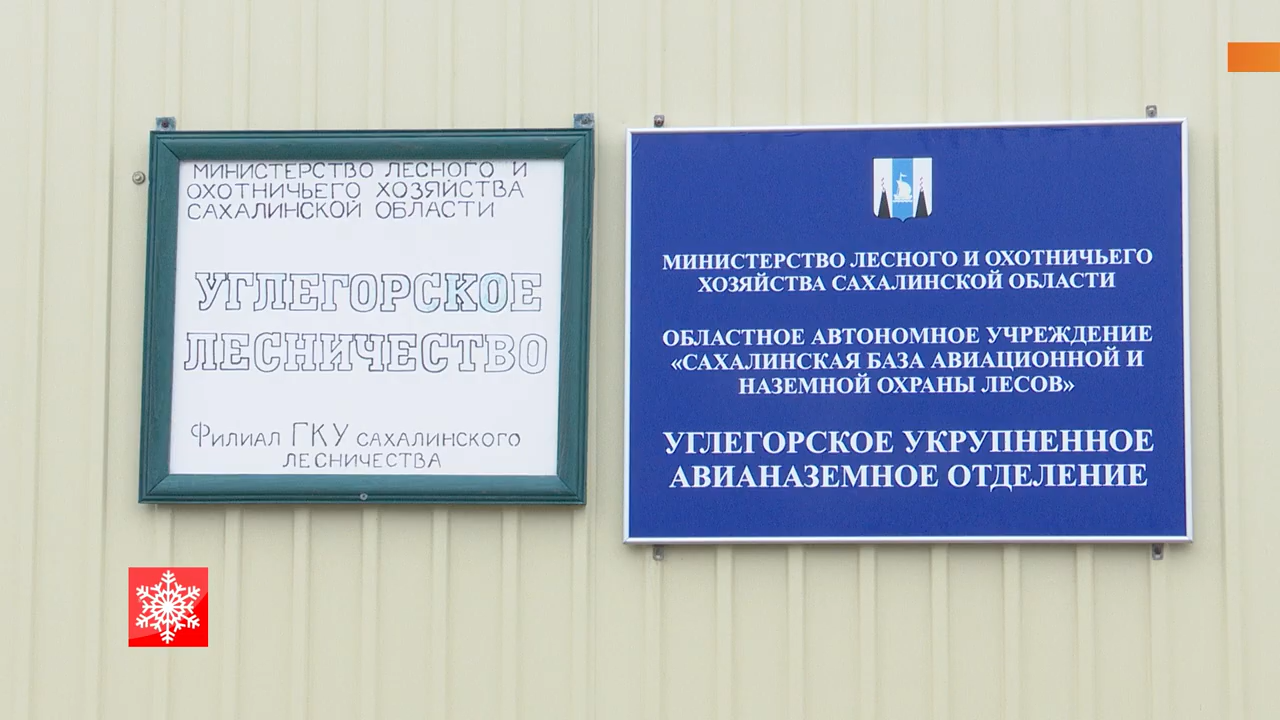 МИНИСТЕРСТВО ЛЕСНОГО И
ОХОТНИЧЬЕГО ХОЗЯЙСТВА
САХАЛИНСКОЙ ОБЛАСТИ
УГЛЕГОРСКОЕ
ЛЕСНИЧЕСТВО
Филиал ГКУ сахалинского
лесничества
МИНИСТЕРСТВО ЛЕСНОГО И ОХОТНИЧЬЕГО
ХОЗЯЙСТВА САХАЛИНСКОЙ ОБЛАСТИ
ОБЛАСТНОЕ АВТОНОМНОЕ УЧРЕЖДЕНИЕ
«САХАЛИНСКАЯ БАЗА АВИАЦИОННОЙ И
НАЗЕМНОЙ ОХРАНЫ ЛЕСОВ»
УГЛЕГОРСКОЕ УКРУПНЕННОЕ
АВИАНАЗЕМНОЕ ОТДЕЛЕНИЕ